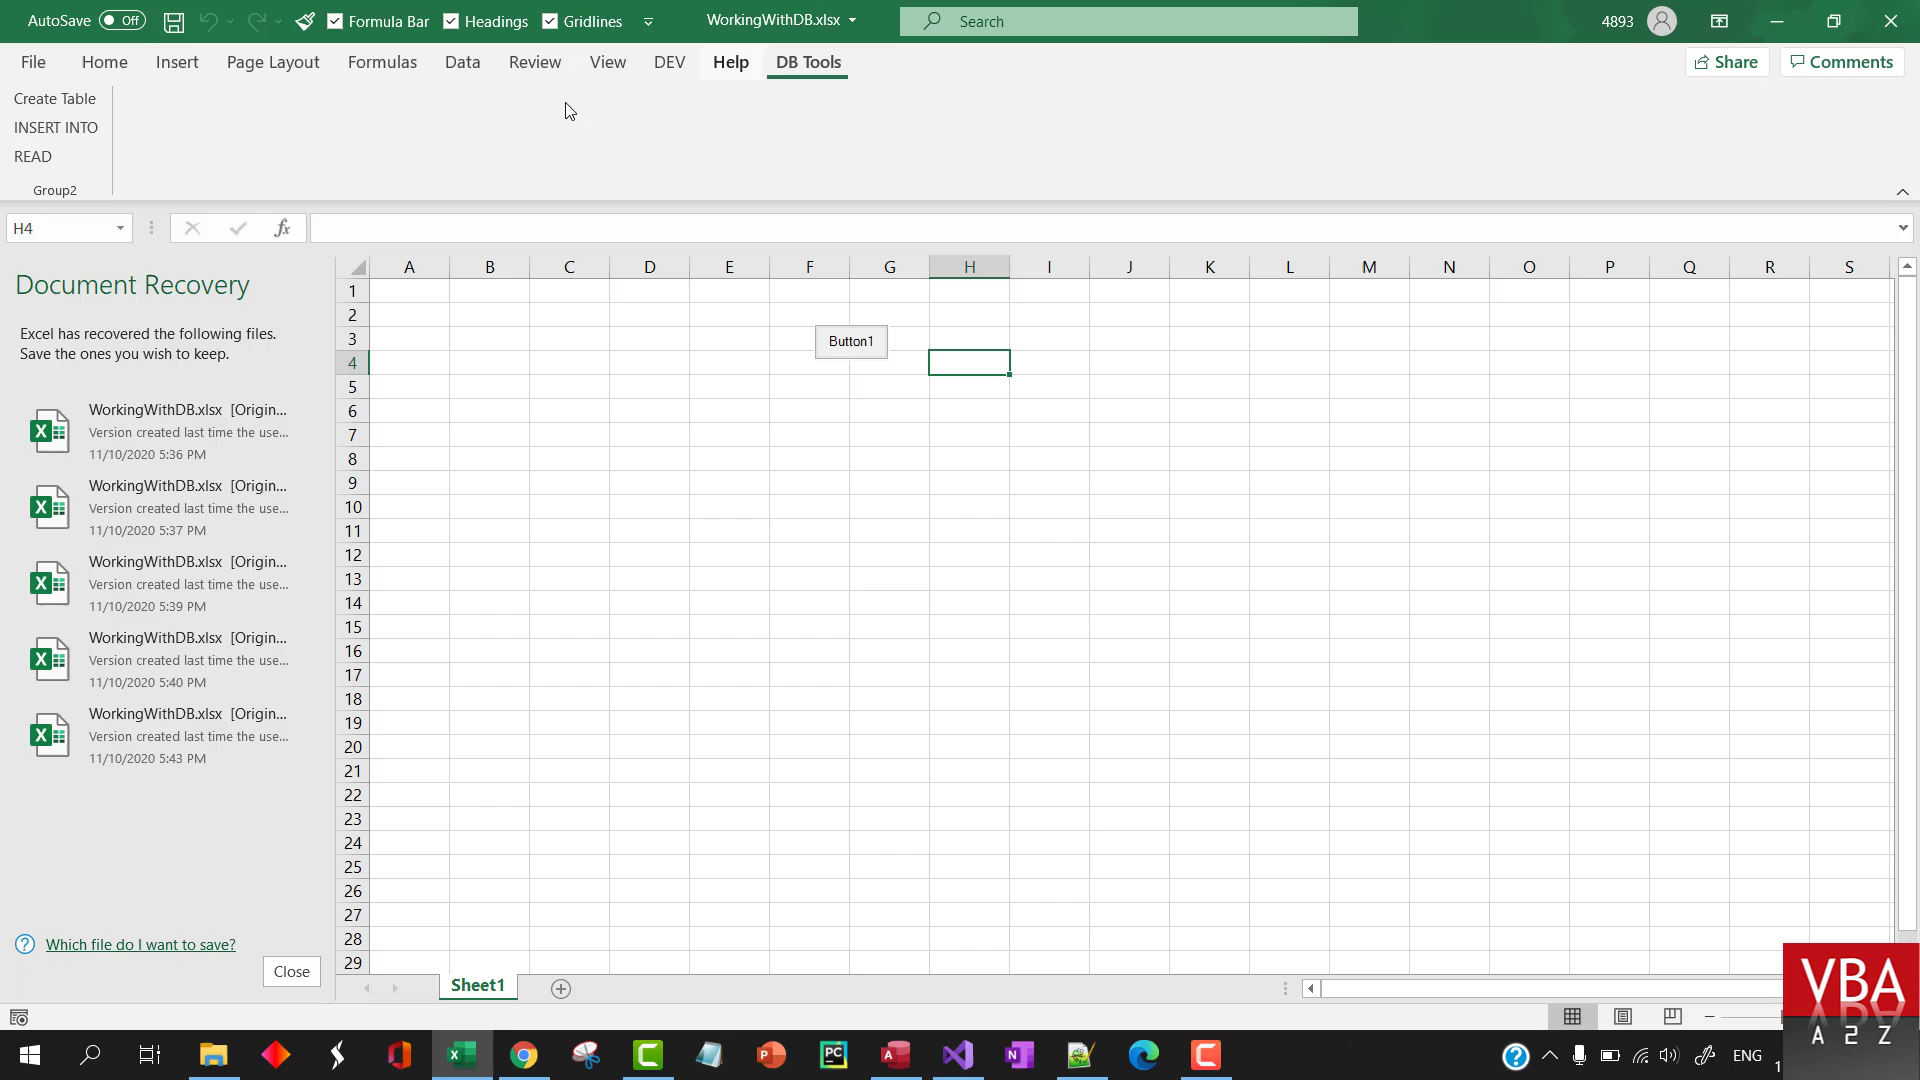 AutoSave Off Formula Bar Headings Gridlines WorkingWithDB.xlsx Search 4893
File Home Insert Page Layout Formulas Data Review View DEV Help DB Tools Share Comments
Create Table
INSERT INTO
READ
Group2
H4 fx
Document Recovery
Excel has recovered the following files.
Save the ones you wish to keep.
WorkingWithDB.xlsx [Origin...
Version created last time the use...
11/10/2020 5:36 PM
WorkingWithDB.xlsx [Origin...
Version created last time the use...
11/10/2020 5:37 PM
WorkingWithDB.xlsx [Origin...
Version created last time the use...
11/10/2020 5:39 PM
WorkingWithDB.xlsx [Origin...
Version created last time the use...
11/10/2020 5:40 PM
WorkingWithDB.xlsx [Origin...
Version created last time the use...
11/10/2020 5:43 PM
Which file do I want to save?
Close
A B C D E F G H I J K L M N O P Q R S
1
2
3
4
5
6
7
8
9
10
11
12
13
14
15
16
17
18
19
20
21
22
23
24
25
26
27
28
29
Button1
Sheet1
VBA
A 2 Z
ENG
1